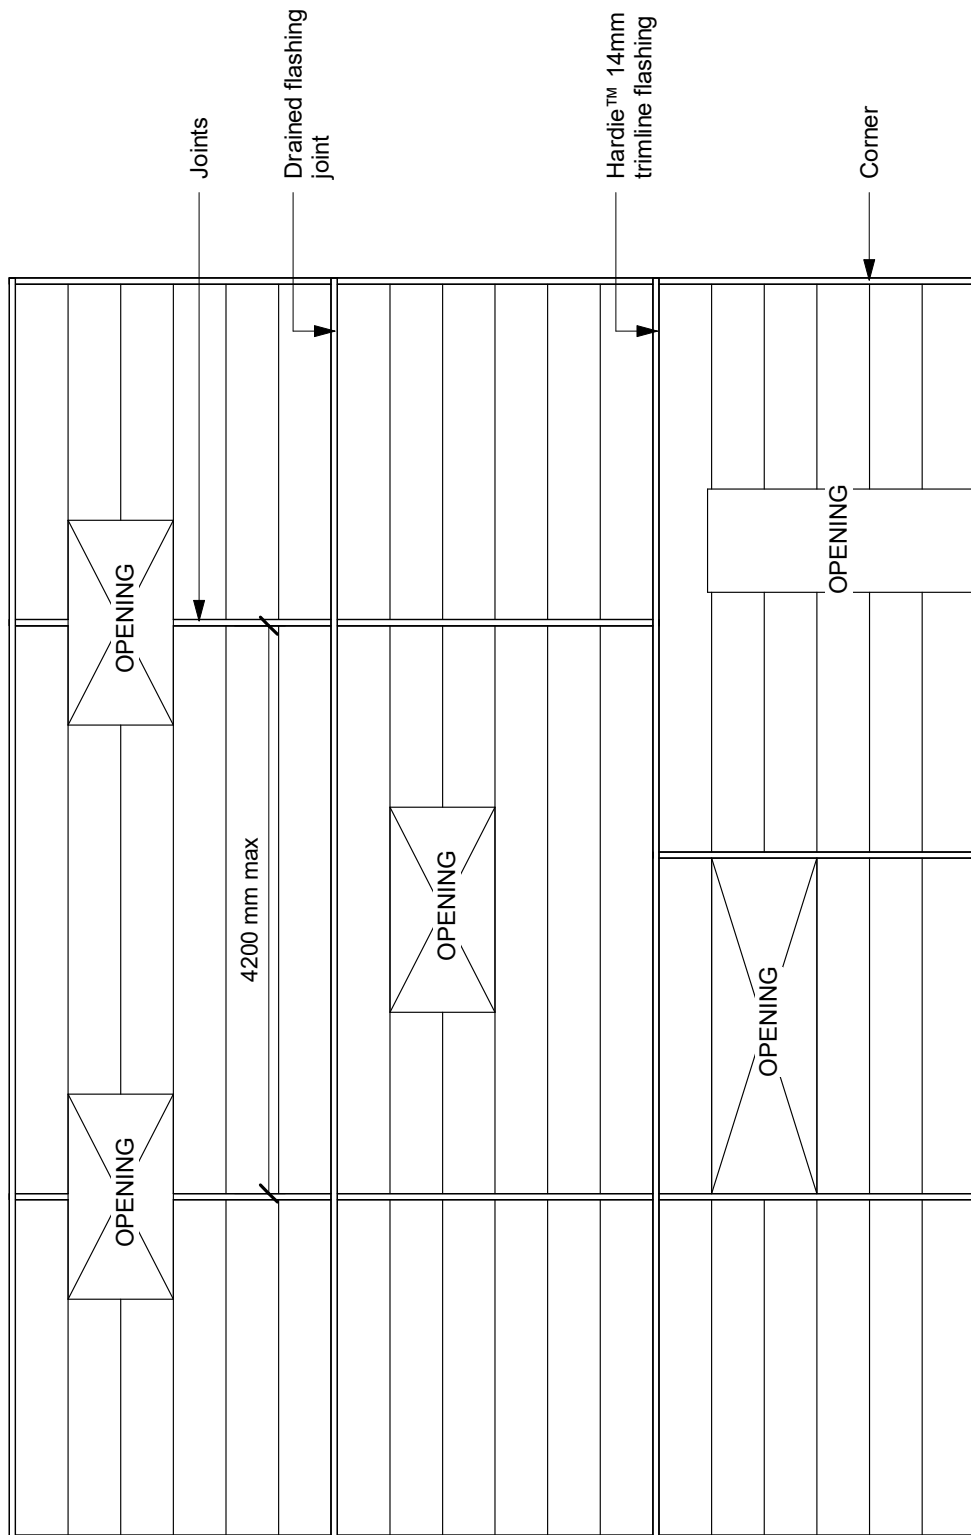 Joints
Drained flashing
joint
Hardie™ 14mm
trimline flashing
Corner
OPENING
OPENING
4200 mm max
OPENING
OPENING
OPENING